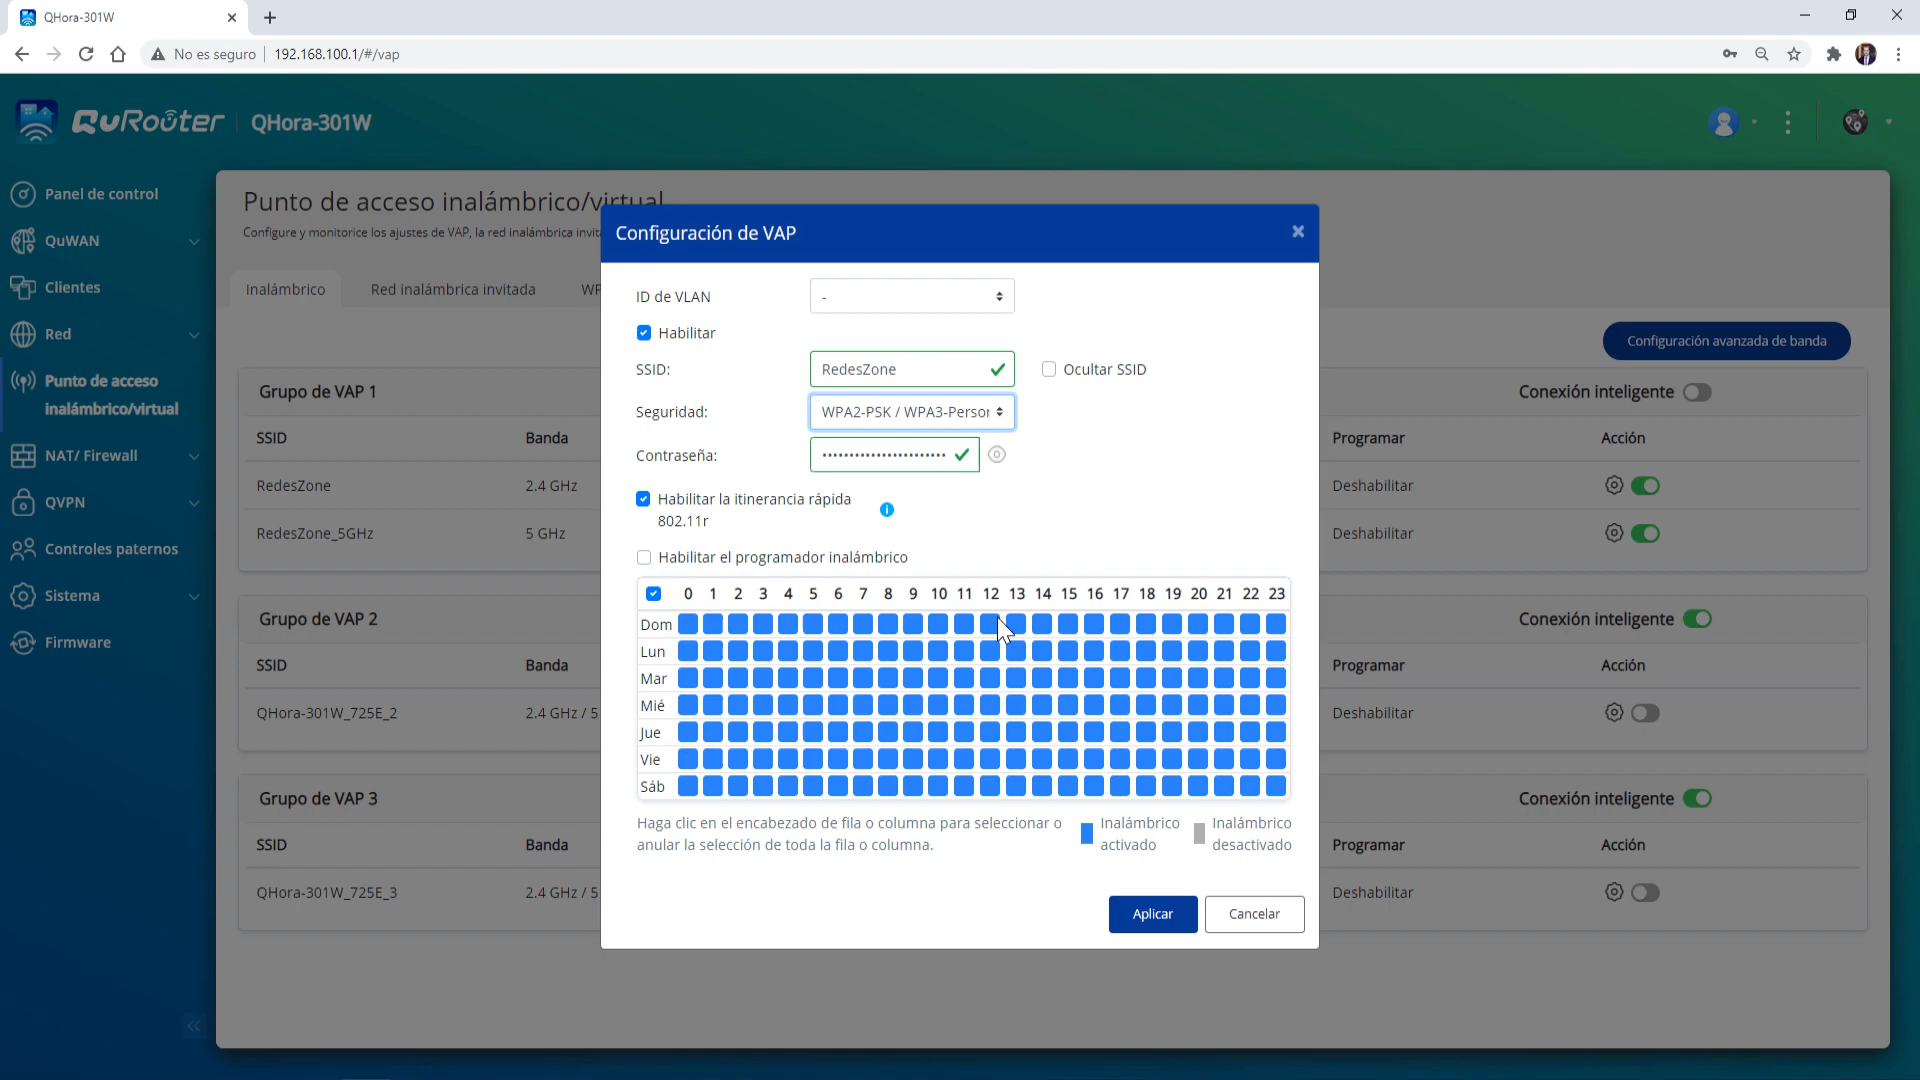 QHora-301W
No es seguro
192.168.100.1/#/vap
QuRouter
QHora-301W
Panel de control
QuWAN
Clientes
Red
Punto de acceso
inalámbrico/virtual
NAT/ Firewall
QVPN
Controles paternos
Sistema
Firmware
Punto de acceso inalámbrico/virtual
Configure y monitorice los ajustes de VAP, la red inalámbrica
Inalámbrico
Red inalámbrica invitada
Configuración avanzada de banda
Grupo de VAP 1
Conexión inteligente
SSID Banda Programar Acción
RedesZone 2.4 GHz Deshabilitar
RedesZone_5GHz 5 GHz Deshabilitar
Grupo de VAP 2
Conexión inteligente
SSID Banda Programar Acción
QHora-301W_725E_2 2.4 GHz / 5 Deshabilitar
Grupo de VAP 3
Conexión inteligente
SSID Banda Programar Acción
QHora-301W_725E_3 2.4 GHz / 5 Deshabilitar
Configuración de VAP
ID de VLAN -
Habilitar
SSID: RedesZone Ocultar SSID
Seguridad: WPA2-PSK / WPA3-Persor
Contraseña:
Habilitar la itinerancia rápida
802.11r
Habilitar el programador inalámbrico
0 1 2 3 4 5 6 7 8 9 10 11 12 13 14 15 16 17 18 19 20 21 22 23
Dom
Lun
Mar
Mié
Jue
Vie
Sáb
Haga clic en el encabezado de fila o columna para seleccionar o
anular la selección de toda la fila o columna.
Inalámbrico
activado
Inalámbrico
desactivado
Aplicar
Cancelar